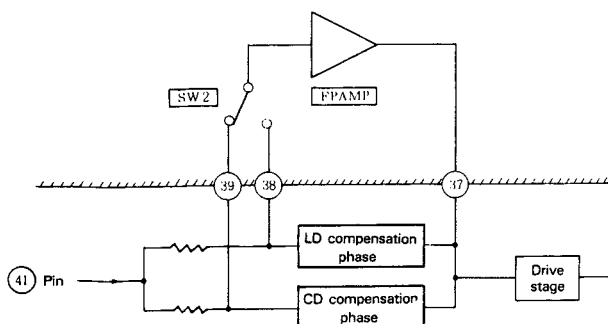 SW2
FPAMP
39
38
37
LD compensation
phase
41 Pin
CD compensation
phase
Drive
stage